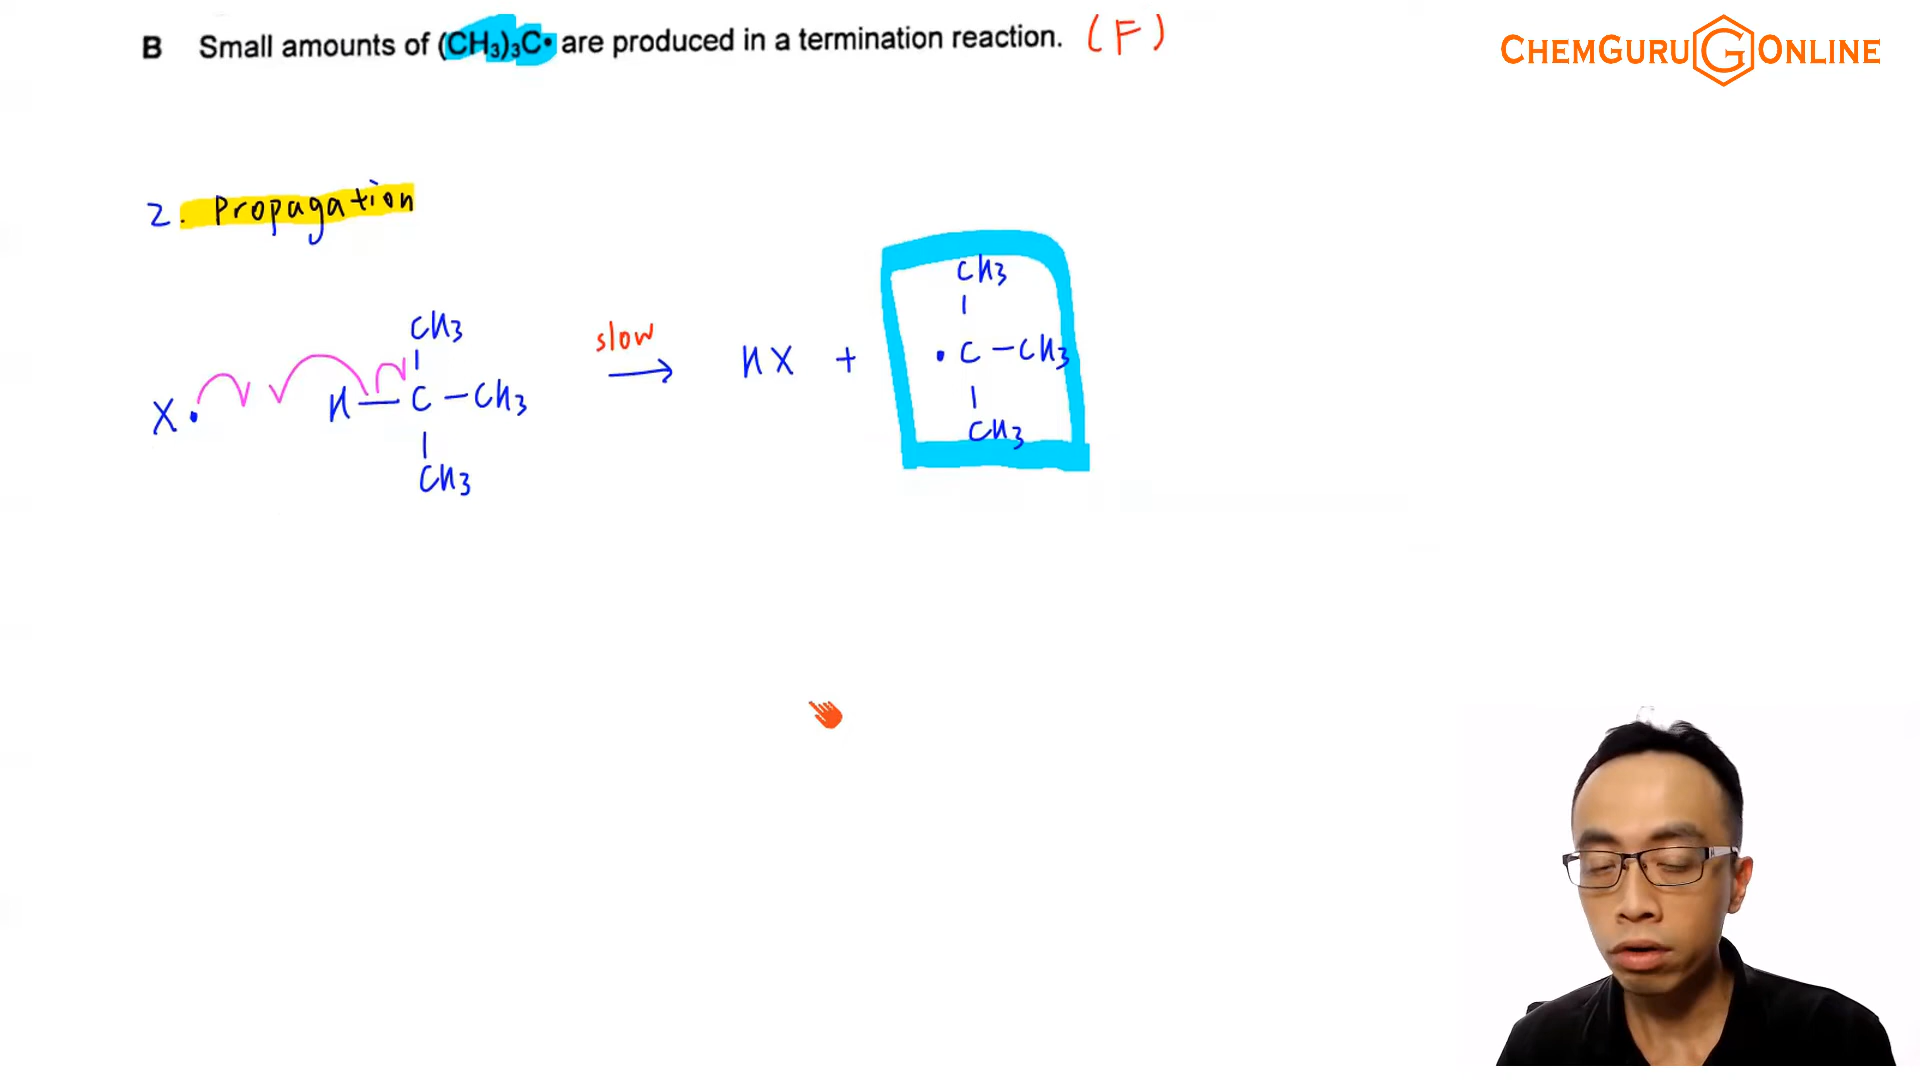 B Small amounts of (CH₃)₃C• are produced in a termination reaction. (F)
CHEMGURU G ONLINE
2. Propagation
CH3
CH3
slow
X• H — C — CH3 → HX + • C — CH3
CH3
CH3